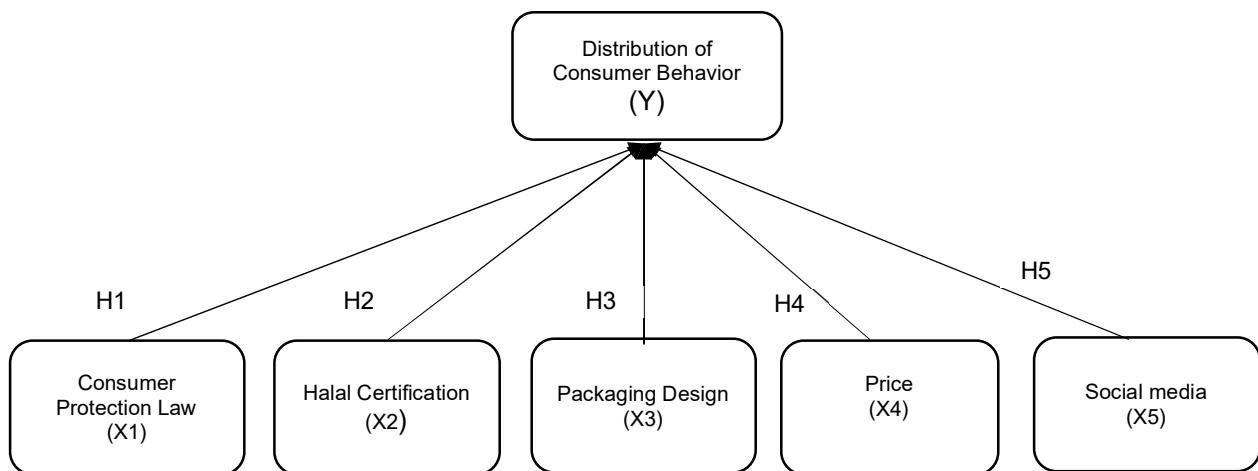 Distribution of
Consumer Behavior
(Y)
H1
H2
H3
H4
H5
Consumer
Protection Law
(X1)
Halal Certification
(X2)
Packaging Design
(X3)
Price
(X4)
Social media
(X5)